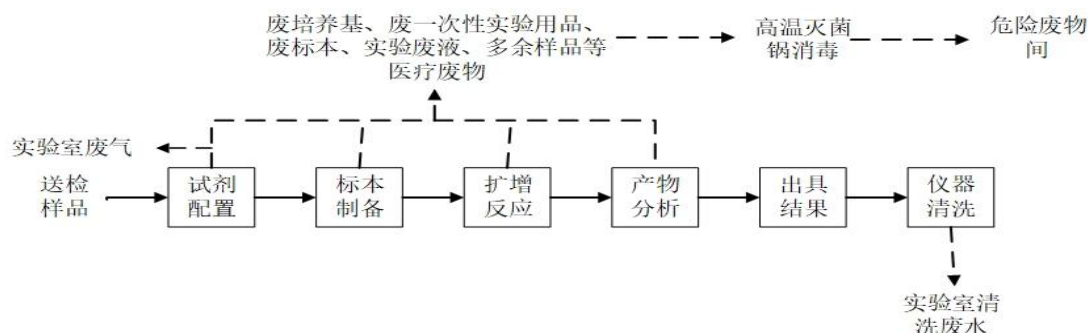 废培养基、废一次性实验用品、
废标本、实验废液、多余样品等
医疗废物
高温灭菌
锅消毒
危险废物
间
实验室废气
送检
样品
试剂
配置
标本
制备
扩增
反应
产物
分析
出具
结果
仪器
清洗
实验室清
洗废水